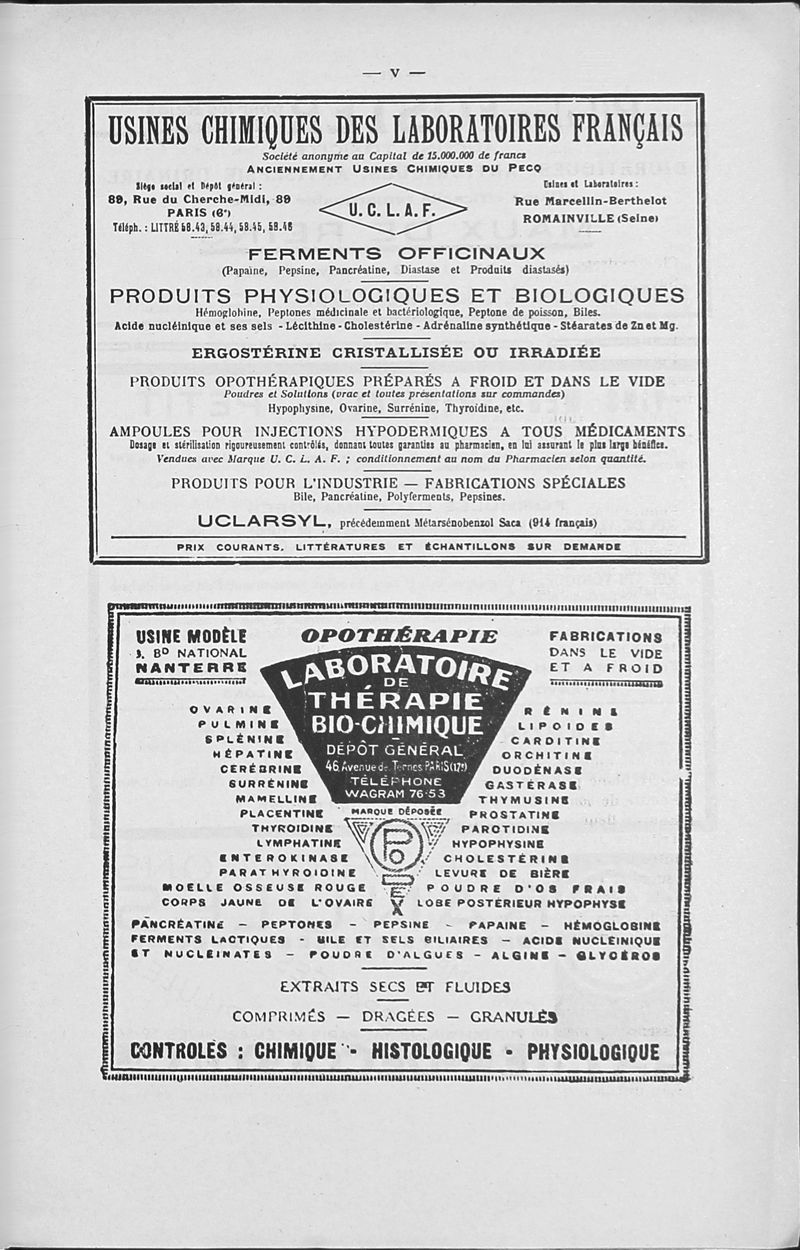 — V —
USINES CHIMIQUES DES LABORATOIRES FRANÇAIS
Société anonyme au Capital de 15.000.000 de francs
ANCIENNEMENT USINES CHIMIQUES DU PECQ
Siège social et Dépôt général :
89, Rue du Cherche-Midi, 89
PARIS (6e)
Téléph. : LITTRÉ 58.43, 58.44, 58.45, 58.46
U. C. L. A. F.
Usines et Laboratoires :
Rue Marcellin-Berthelot
ROMAINVILLE (Seine)
FERMENTS OFFICINAUX
(Papaïne, Pepsine, Pancréatine, Diastase et Produits diastasés)
PRODUITS PHYSIOLOGIQUES ET BIOLOGIQUES
Hémoglobine, Peptones médicinale et bactériologique, Peptone de poisson, Biles.
Acide nucléinique et ses sels - Lécithine - Cholestérine - Adrénaline synthétique - Stéarates de Zn et Mg.
ERGOSTÉRINE CRISTALLISÉE OU IRRADIÉE
PRODUITS OPOTHÉRAPIQUES PRÉPARÉS A FROID ET DANS LE VIDE
Poudres et Solutions (vrac et toutes présentations sur commandes)
Hypophysine, Ovarine, Surrénine, Thyroïdine, etc.
AMPOULES POUR INJECTIONS HYPODERMIQUES A TOUS MÉDICAMENTS
Dosage et stérilisation rigoureusement contrôlés, donnant toutes garanties au pharmacien, en lui assurant le plus large bénéfice.
Vendues avec Marque U. C. L. A. F. ; conditionnement au nom du Pharmacien selon quantité.
PRODUITS POUR L'INDUSTRIE — FABRICATIONS SPÉCIALES
Bile, Pancréatine, Polyferments, Pepsines.
UCLARSYL, précédemment Métarsénobenzol Saca (914 français)
PRIX COURANTS, LITTÉRATURES ET ÉCHANTILLONS SUR DEMANDE
USINE MODÈLE
BD NATIONAL
NANTERRE
OPOTHÉRAPIE
FABRICATIONS
DANS LE VIDE
ET A FROID
LABORATOIRE
DE
THÉRAPIE
BIO-CHIMIQUE
DÉPÔT GÉNÉRAL
46, Avenue de Ternes PARIS (17e)
TÉLÉPHONE
WAGRAM 76-53
MARQUE DÉPOSÉE
OVARINE
PULMINE
SPLÉNINE
HÉPATINE
CÉRÉBRINE
SURRÉNINE
MAMELLINE
PLACENTINE
THYROIDINE
LYMPHATINE
ENTEROKINASE
PARATHYROIDINE
MOELLE OSSEUSE ROUGE
CORPS JAUNE DE L'OVAIRE
RÉNINE
LIPOIDES
CARDITINE
ORCHITINE
DUODÉNASE
GASTÉRASE
THYMUSINE
PROSTATINE
PAROTIDINE
HYPOPHYSINE
CHOLESTÉRINE
LEVURE DE BIÈRE
POUDRE D'OS FRAIS
LOBE POSTÉRIEUR HYPOPHYSE
PANCRÉATINE – PEPTONES – PEPSINE – PAPAINE – HÉMOGLOBINE
FERMENTS LACTIQUES - BILE ET SELS BILIAIRES – ACIDE NUCLÉINIQUE
ET NUCLEINATES – POUDRE D'ALGUES – ALGINE – GLYCÉROS
EXTRAITS SECS ET FLUIDES
COMPRIMÉS — DRAGÉES — GRANULÉS
CONTROLES : CHIMIQUE - HISTOLOGIQUE - PHYSIOLOGIQUE